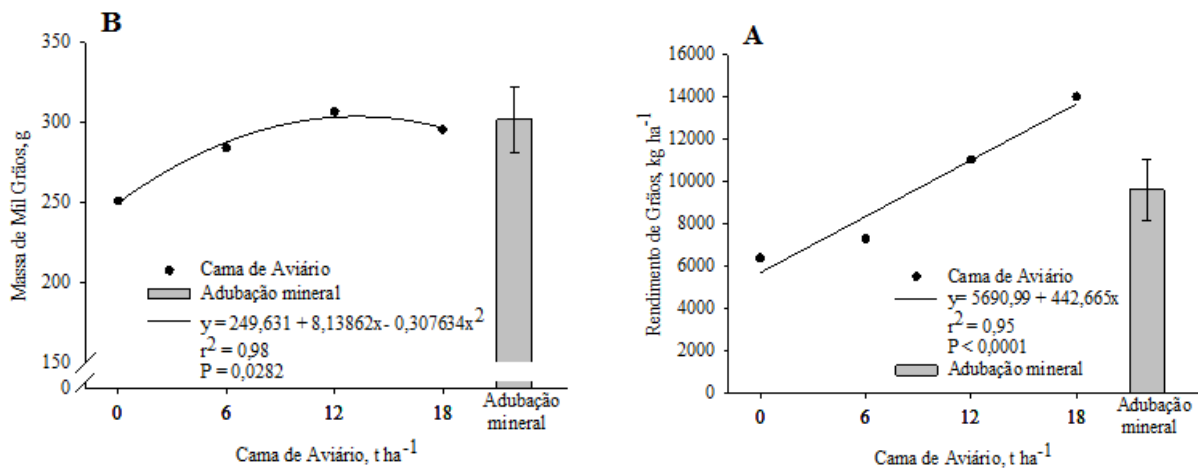 B
Massa de Mil Grãos, g
350
300
250
200
150
0
Cama de Aviário
Adubação mineral
y = 249,631 + 8,13862x - 0,307634x²
r² = 0,98
P = 0,0282
0 6 12 18 Adubação
mineral
Cama de Aviário, t ha⁻¹
A
Rendimento de Grãos, kg ha⁻¹
16000
14000
12000
10000
8000
6000
4000
2000
0
Cama de Aviário
y= 5690,99 + 442,665x
r² = 0,95
P < 0,0001
Adubação mineral
0 6 12 18 Adubação
mineral
Cama de Aviário, t ha⁻¹